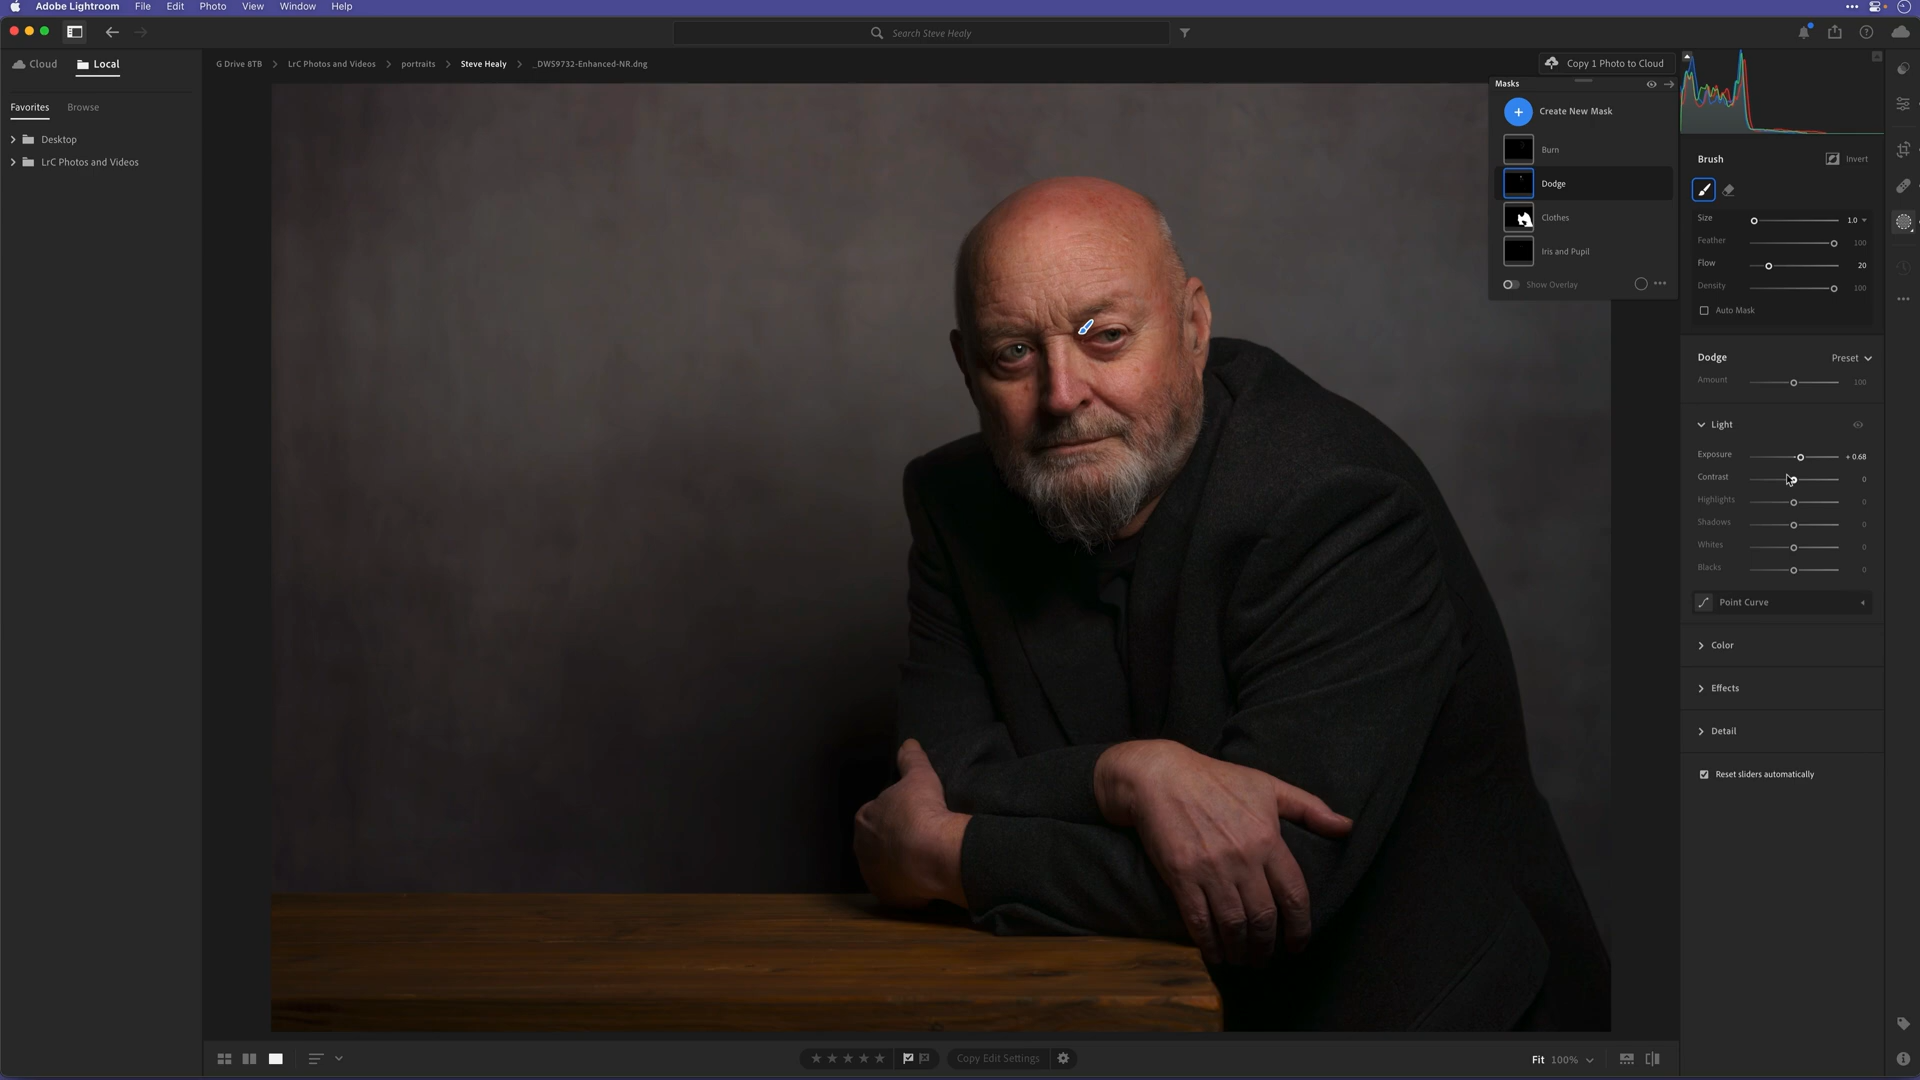 Adobe Lightroom File Edit Photo View Window Help
Search Steve Healy
Cloud Local
G Drive 8TB LrC Photos and Videos portraits Steve Healy _DWS9732-Enhanced-NR.dng
Copy 1 Photo to Cloud
Favorites Browse
Desktop
LrC Photos and Videos
Masks
Create New Mask
Burn
Dodge
Clothes
Iris and Pupil
Show Overlay
Brush Invert
Size 1.0
Feather 100
Flow 20
Density 100
Auto Mask
Dodge Preset
Amount 100
Light
Exposure + 0.68
Contrast 0
Highlights 0
Shadows 0
Whites 0
Blacks 0
Point Curve
Color
Effects
Detail
Reset sliders automatically
Copy Edit Settings
Fit 100%